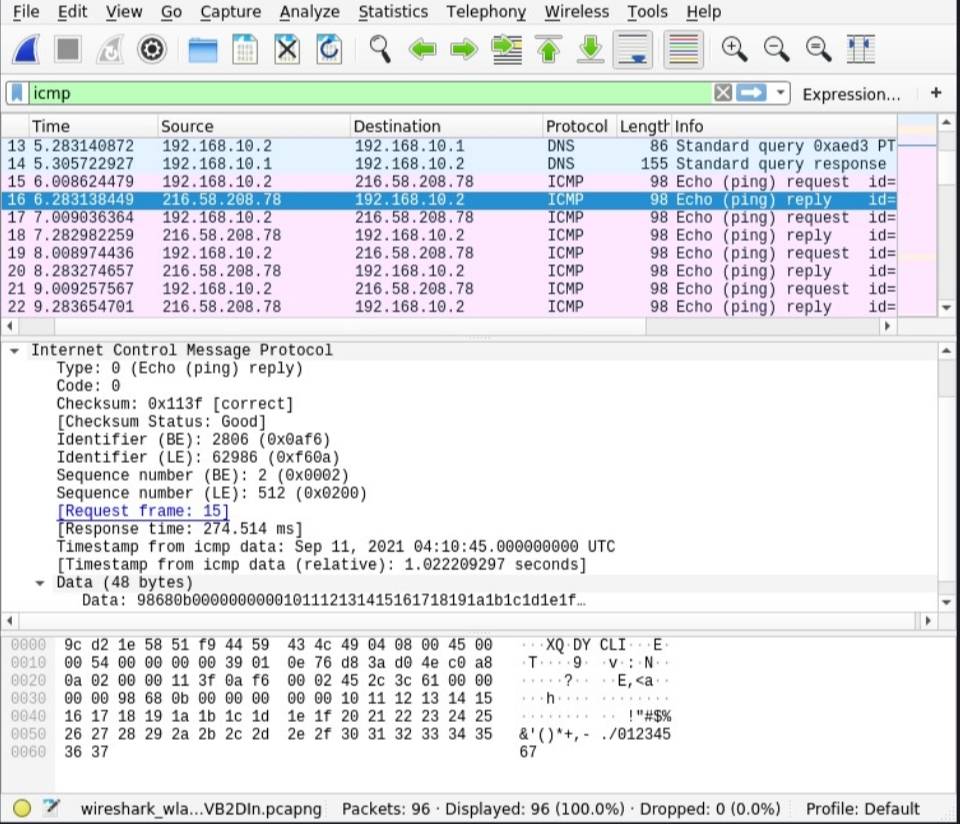 File Edit View Go Capture Analyze Statistics Telephony Wireless Tools Help
icmp Expression... +
Time Source Destination Protocol Length Info
13 5.283140872 192.168.10.2 192.168.10.1 DNS 86 Standard query 0xaed3 PT
14 5.305722927 192.168.10.1 192.168.10.2 DNS 155 Standard query response
15 6.008624479 192.168.10.2 216.58.208.78 ICMP 98 Echo (ping) request id=
16 6.283138449 216.58.208.78 192.168.10.2 ICMP 98 Echo (ping) reply id=
17 7.009036364 192.168.10.2 216.58.208.78 ICMP 98 Echo (ping) request id=
18 7.282982259 216.58.208.78 192.168.10.2 ICMP 98 Echo (ping) reply id=
19 8.008974436 192.168.10.2 216.58.208.78 ICMP 98 Echo (ping) request id=
20 8.283274657 216.58.208.78 192.168.10.2 ICMP 98 Echo (ping) reply id=
21 9.009257567 192.168.10.2 216.58.208.78 ICMP 98 Echo (ping) request id=
22 9.283654701 216.58.208.78 192.168.10.2 ICMP 98 Echo (ping) reply id=
Internet Control Message Protocol
Type: 0 (Echo (ping) reply)
Code: 0
Checksum: 0x113f [correct]
[Checksum Status: Good]
Identifier (BE): 2806 (0x0af6)
Identifier (LE): 62986 (0xf60a)
Sequence number (BE): 2 (0x0002)
Sequence number (LE): 512 (0x0200)
[Request frame: 15]
[Response time: 274.514 ms]
Timestamp from icmp data: Sep 11, 2021 04:10:45.000000000 UTC
[Timestamp from icmp data (relative): 1.022209297 seconds]
Data (48 bytes)
Data: 98680b0000000000101112131415161718191a1b1c1d1e1f…
0000 9c d2 1e 58 51 f9 44 59 43 4c 49 04 08 00 45 00 ···XQ·DY CLI···E·
0010 00 54 00 00 00 00 39 01 0e 76 d8 3a d0 4e c0 a8 ·T····9· ·v·:·N··
0020 0a 02 00 00 11 3f 0a f6 00 02 45 2c 3c 61 00 00 ·····?·· ··E,<a··
0030 00 00 98 68 0b 00 00 00 00 00 10 11 12 13 14 15 ···h···· ········
0040 16 17 18 19 1a 1b 1c 1d 1e 1f 20 21 22 23 24 25 ········ ·· !"#$%
0050 26 27 28 29 2a 2b 2c 2d 2e 2f 30 31 32 33 34 35 &'()*+,- ./012345
0060 36 37 67
wireshark_wla...VB2DIn.pcapng Packets: 96 · Displayed: 96 (100.0%) · Dropped: 0 (0.0%) Profile: Default